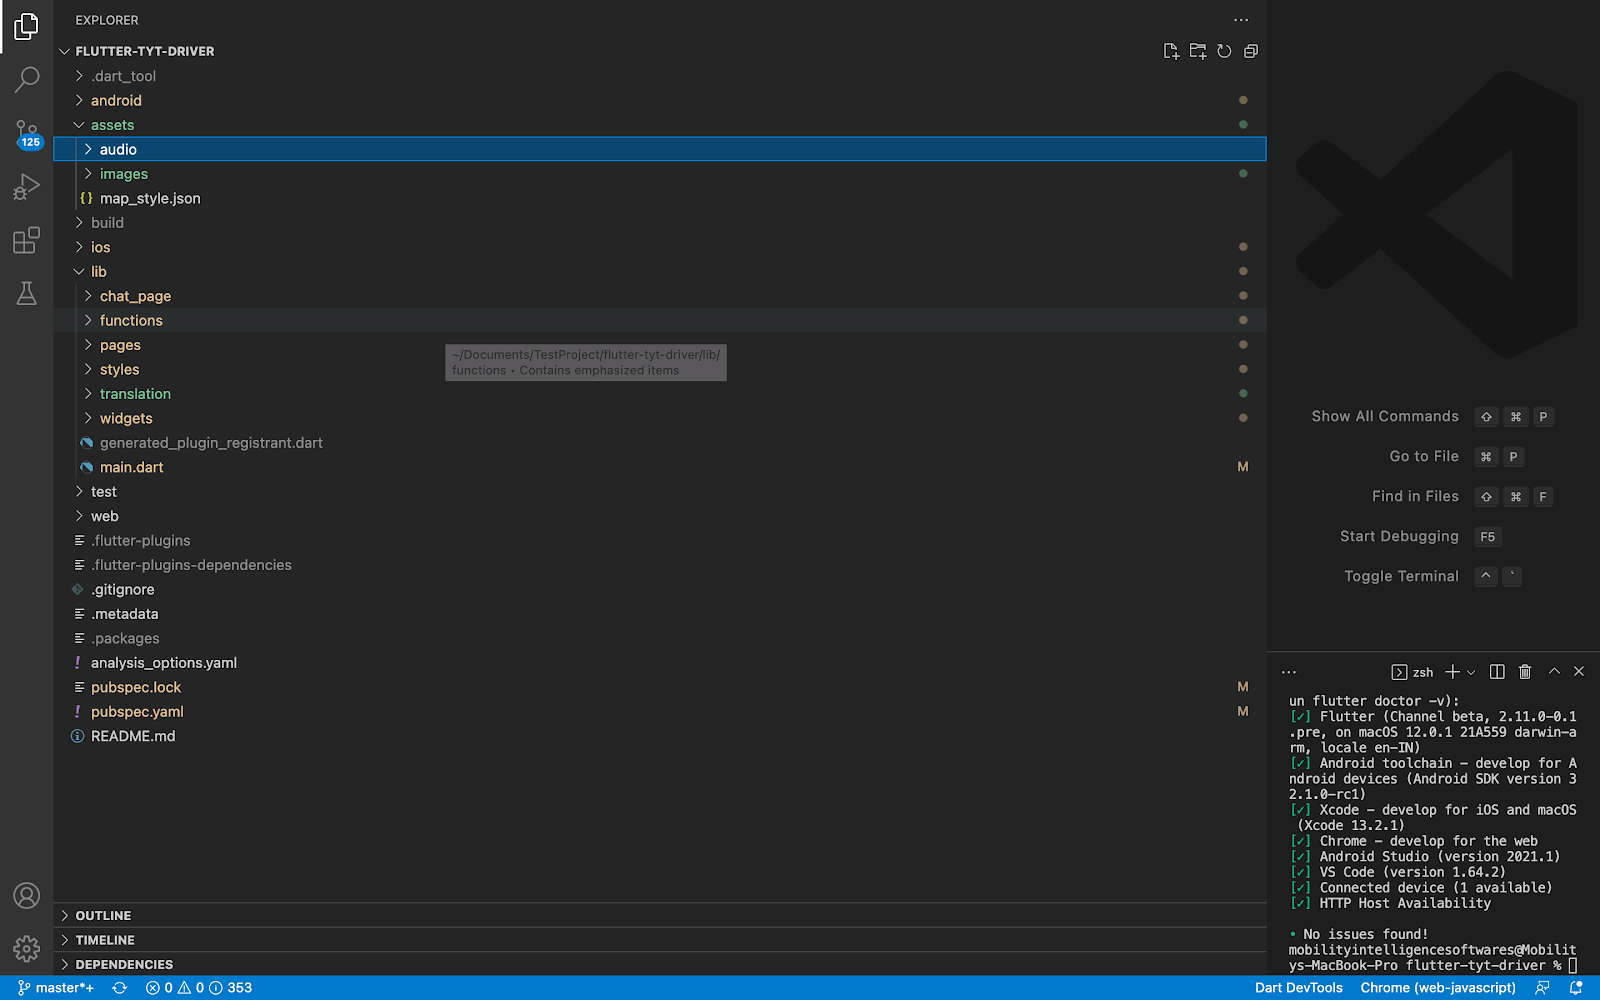 EXPLORER
FLUTTER-TYT-DRIVER
.dart_tool
android
assets
audio
images
{} map_style.json
build
ios
lib
chat_page
functions
pages
~/Documents/TestProject/flutter-tyt-driver/lib/
functions • Contains emphasized items
styles
translation
widgets
generated_plugin_registrant.dart
main.dart M
test
web
.flutter-plugins
.flutter-plugins-dependencies
.gitignore
.metadata
.packages
! analysis_options.yaml
pubspec.lock M
! pubspec.yaml M
README.md
OUTLINE
TIMELINE
DEPENDENCIES
125
Show All Commands ⇧ ⌘ P
Go to File ⌘ P
Find in Files ⇧ ⌘ F
Start Debugging F5
Toggle Terminal ^ `
zsh
un flutter doctor -v):
[✓] Flutter (Channel beta, 2.11.0-0.1
.pre, on macOS 12.0.1 21A559 darwin-a
rm, locale en-IN)
[✓] Android toolchain - develop for A
ndroid devices (Android SDK version 3
2.1.0-rc1)
[✓] Xcode - develop for iOS and macOS
(Xcode 13.2.1)
[✓] Chrome - develop for the web
[✓] Android Studio (version 2021.1)
[✓] VS Code (version 1.64.2)
[✓] Connected device (1 available)
[✓] HTTP Host Availability
• No issues found!
mobilityintelligencesoftwares@Mobilit
ys-MacBook-Pro flutter-tyt-driver %
master*+ 0 0 353 Dart DevTools Chrome (web-javascript)